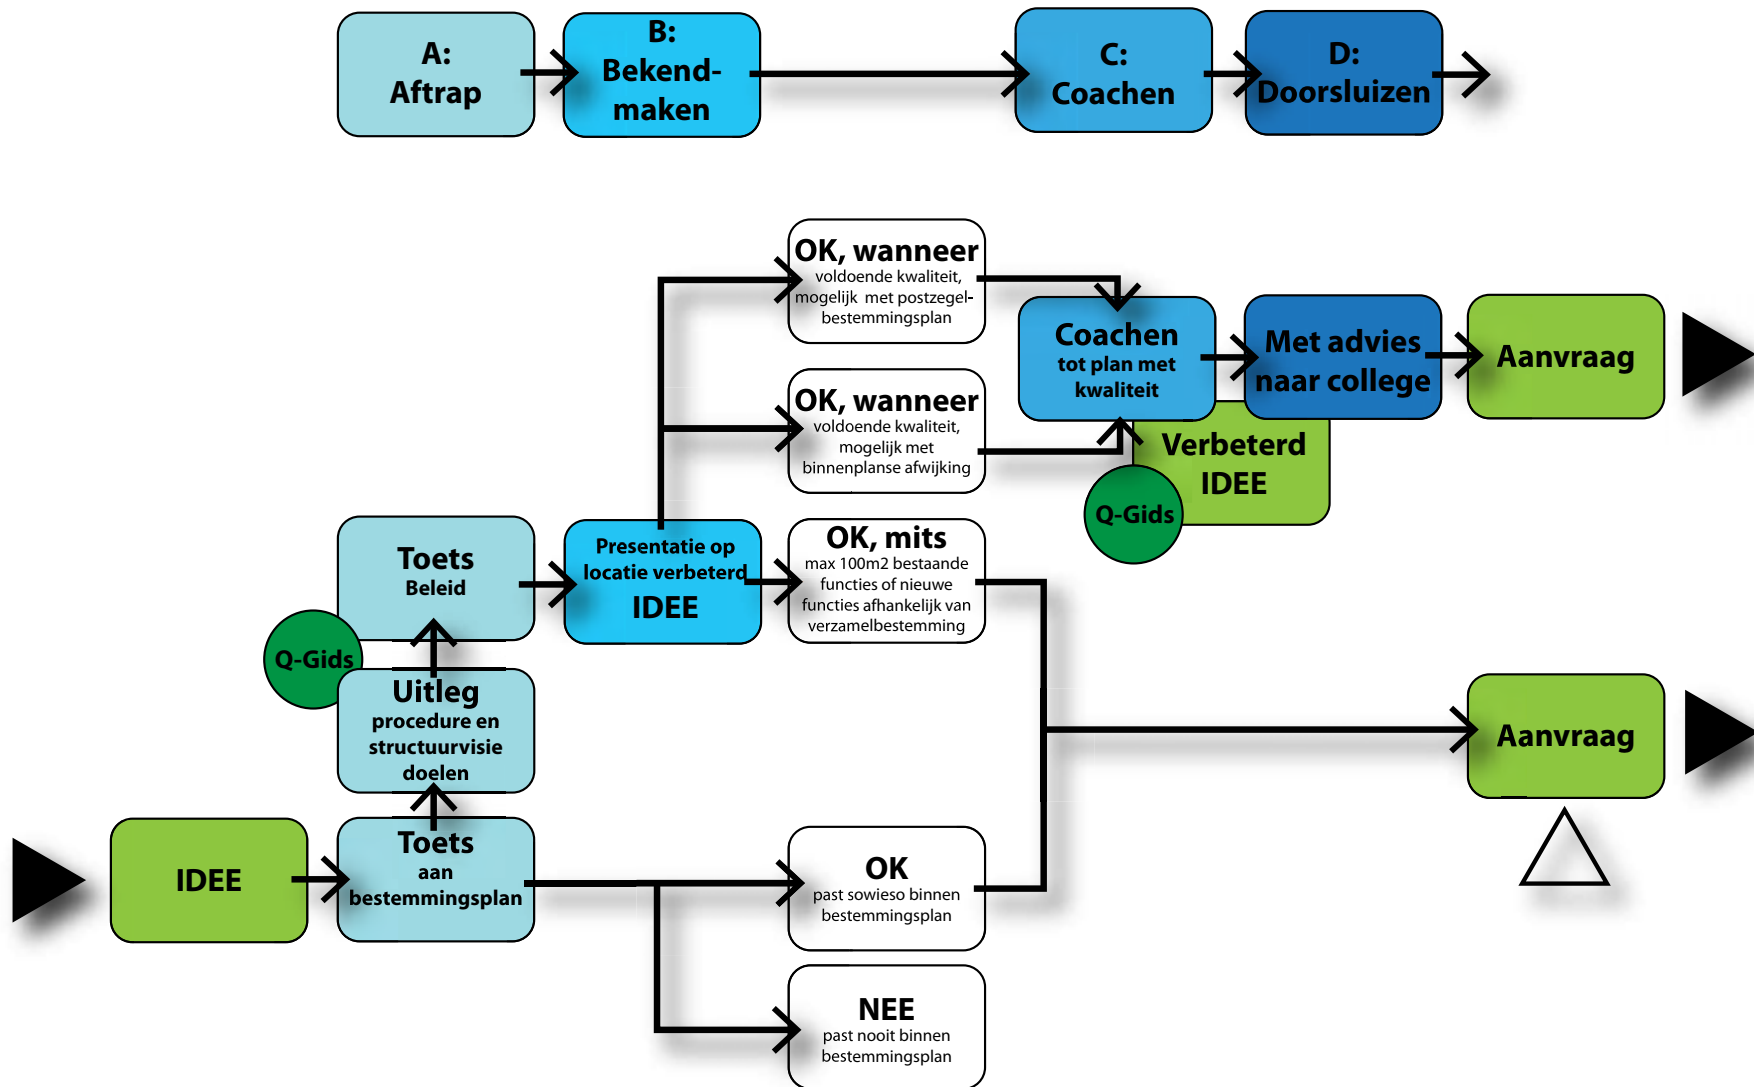 A:
Aftrap
B:
Bekend-
maken
C:
Coachen
D:
Doorsluizen
OK, wanneer
voldoende kwaliteit,
mogelijk met postzegel-
bestemmingsplan
Coachen
tot plan met
kwaliteit
Met advies
naar college
Aanvraag
OK, wanneer
voldoende kwaliteit,
mogelijk met
binnenplanse afwijking
Verbeterd
IDEE
Q-Gids
Toets
Beleid
Presentatie op
locatie verbeterd
IDEE
OK, mits
max 100m2 bestaande
functies of nieuwe
functies afhankelijk van
verzamelbestemming
Q-Gids
Uitleg
procedure en
structuurvisie
doelen
Aanvraag
IDEE
Toets
aan
bestemmingsplan
OK
past sowieso binnen
bestemmingsplan
NEE
past nooit binnen
bestemmingsplan